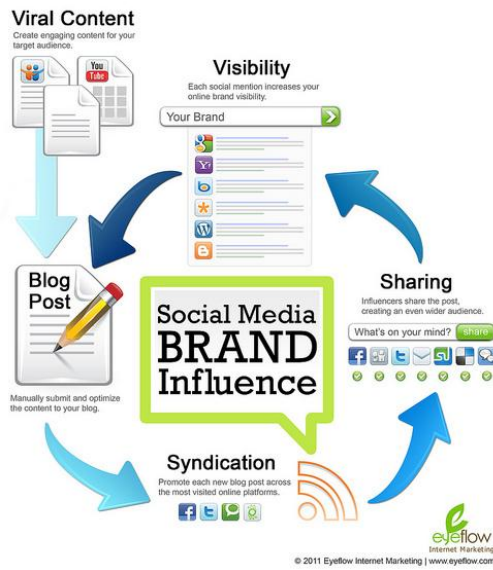 Viral Content
Create engaging content for your
target audience.
You
Tube
Visibility
Each social mention increases your
online brand visibility.
Your Brand
Y!
b
Blog
Post
Manually submit and optimize
the content to your blog.
Social Media
BRAND
Influence
Sharing
Influencers share the post,
creating an even wider audience.
What's on your mind? share
Syndication
Promote each new blog post across
the most visited online platforms.
eyeflow
Internet Marketing
© 2011 Eyeflow Internet Marketing | www.eyeflow.com